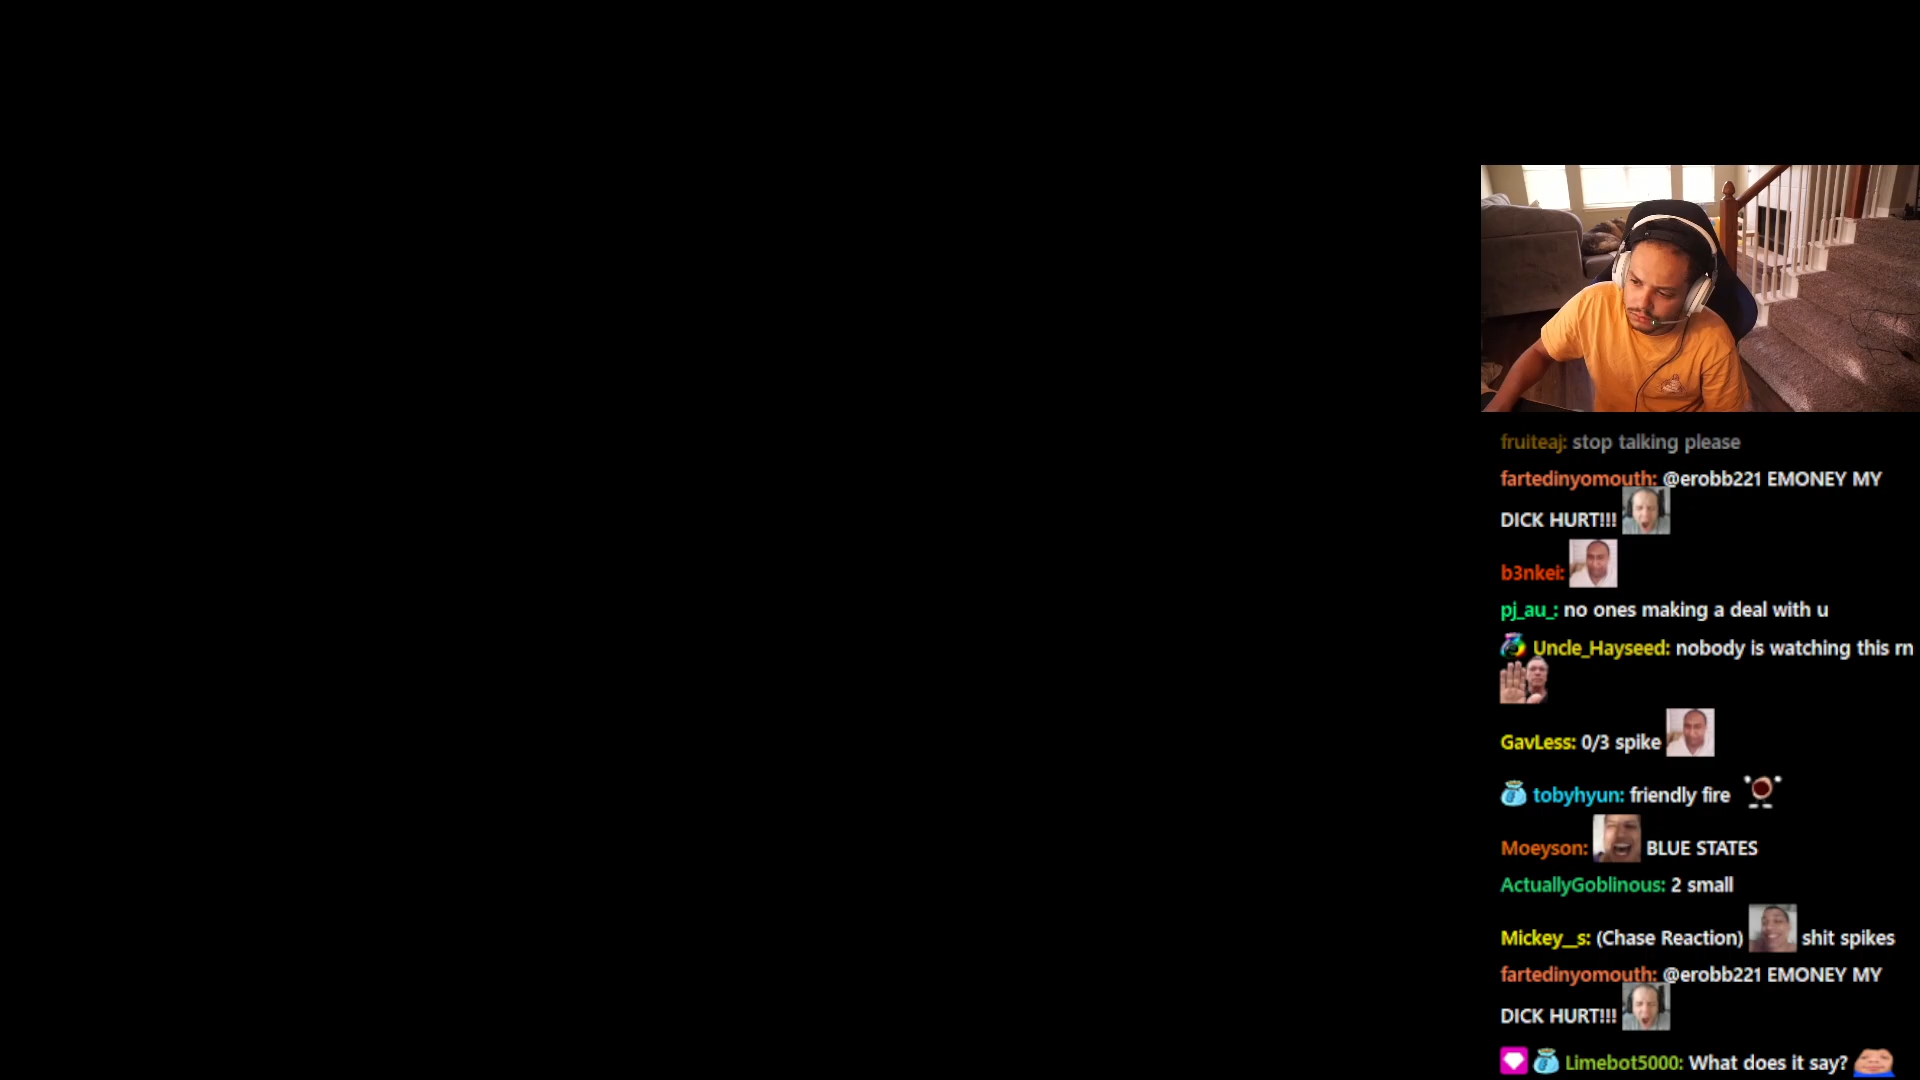 fruiteaj: stop talking please
fartedinyomouth: @erobb221 EMONEY MY
DICK HURT!!!
b3nkei:
pj_au_: no ones making a deal with u
Uncle_Hayseed: nobody is watching this rn
GavLess: 0/3 spike
tobyhyun: friendly fire
Moeyson: BLUE STATES
ActuallyGoblinous: 2 small
Mickey__s: (Chase Reaction) shit spikes
fartedinyomouth: @erobb221 EMONEY MY
DICK HURT!!!
Limebot5000: What does it say?